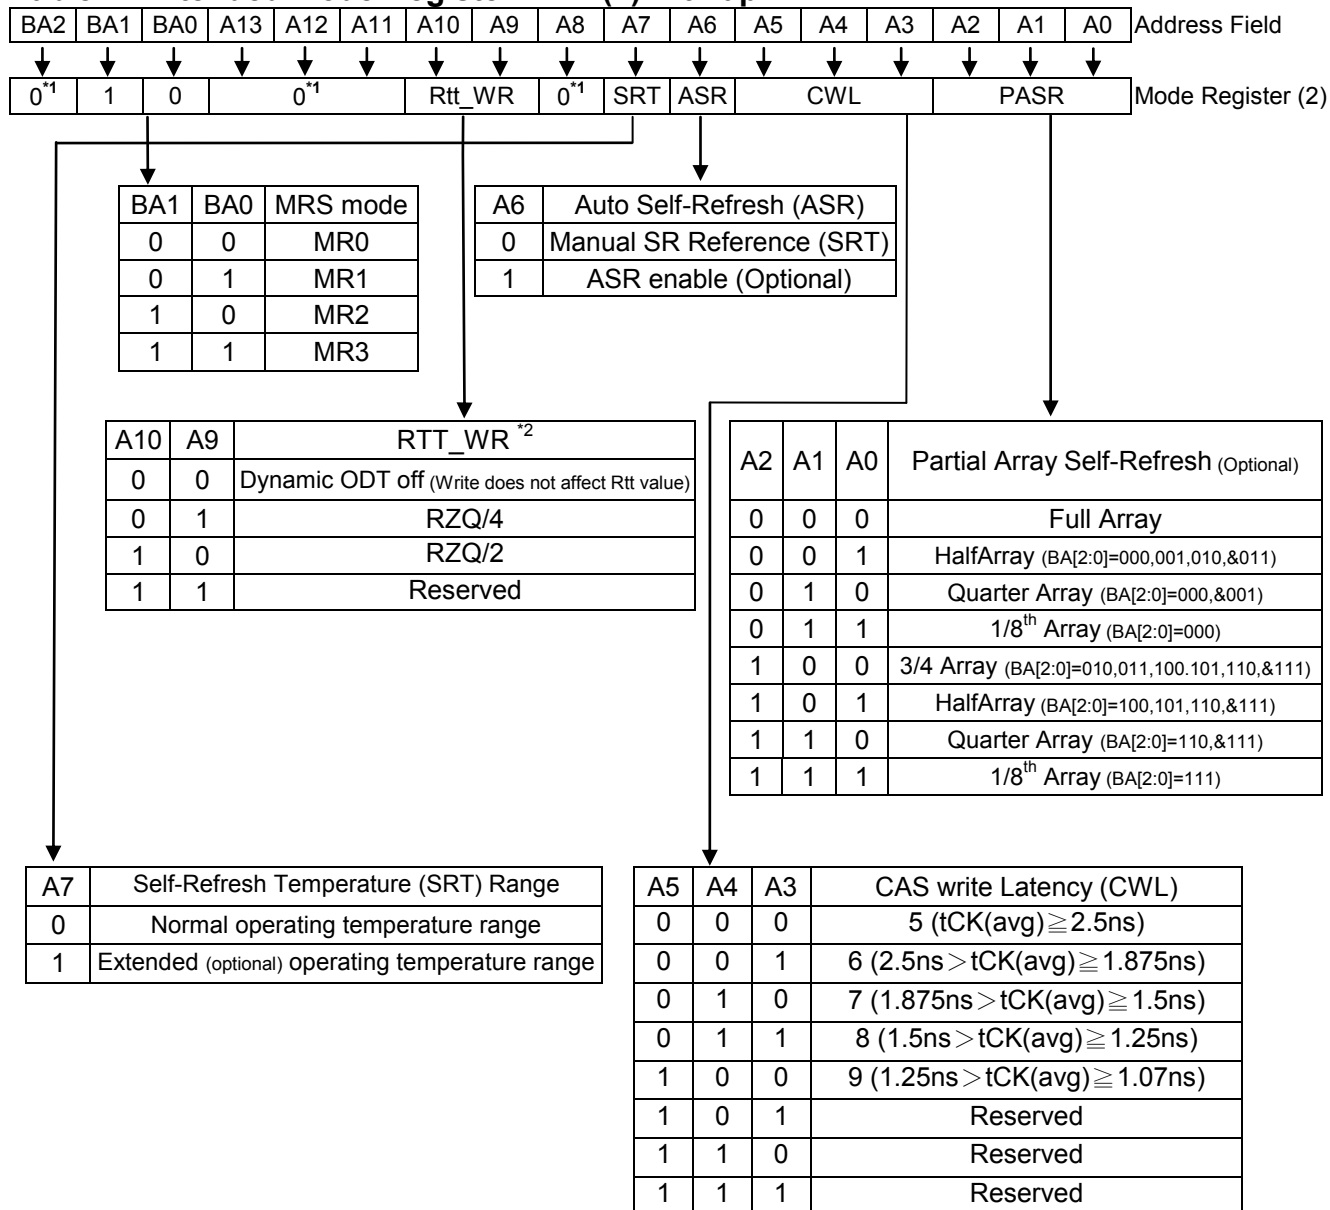 BA2 BA1 BA0 A13 A12 A11 A10 A9 A8 A7 A6 A5 A4 A3 A2 A1 A0 Address Field
0*1 1 0 0*1 Rtt_WR 0*1 SRT ASR CWL PASR Mode Register (2)
BA1 BA0 MRS mode
0 0 MR0
0 1 MR1
1 0 MR2
1 1 MR3
A6 Auto Self-Refresh (ASR)
0 Manual SR Reference (SRT)
1 ASR enable (Optional)
A10 A9 RTT_WR *2
0 0 Dynamic ODT off (Write does not affect Rtt value)
0 1 RZQ/4
1 0 RZQ/2
1 1 Reserved
A2 A1 A0 Partial Array Self-Refresh (Optional)
0 0 0 Full Array
0 0 1 HalfArray (BA[2:0]=000,001,010,&011)
0 1 0 Quarter Array (BA[2:0]=000,&001)
0 1 1 1/8th Array (BA[2:0]=000)
1 0 0 3/4 Array (BA[2:0]=010,011,100.101,110,&111)
1 0 1 HalfArray (BA[2:0]=100,101,110,&111)
1 1 0 Quarter Array (BA[2:0]=110,&111)
1 1 1 1/8th Array (BA[2:0]=111)
A7 Self-Refresh Temperature (SRT) Range
0 Normal operating temperature range
1 Extended (optional) operating temperature range
A5 A4 A3 CAS write Latency (CWL)
0 0 0 5 (tCK(avg)≧2.5ns)
0 0 1 6 (2.5ns>tCK(avg)≧1.875ns)
0 1 0 7 (1.875ns>tCK(avg)≧1.5ns)
0 1 1 8 (1.5ns>tCK(avg)≧1.25ns)
1 0 0 9 (1.25ns>tCK(avg)≧1.07ns)
1 0 1 Reserved
1 1 0 Reserved
1 1 1 Reserved